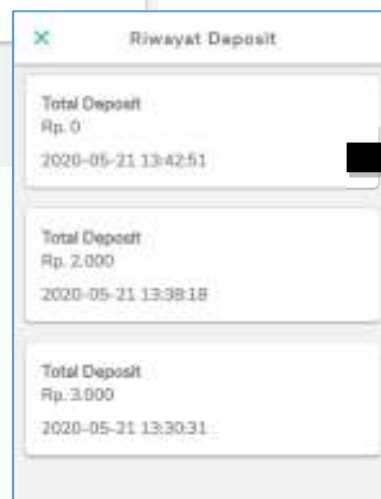 Riwayat Deposit
Total Deposit
Rp. 0
2020-05-21 13:42:51
Total Deposit
Rp. 2.000
2020-05-21 13:38:18
Total Deposit
Rp. 3.000
2020-05-21 13:30:31